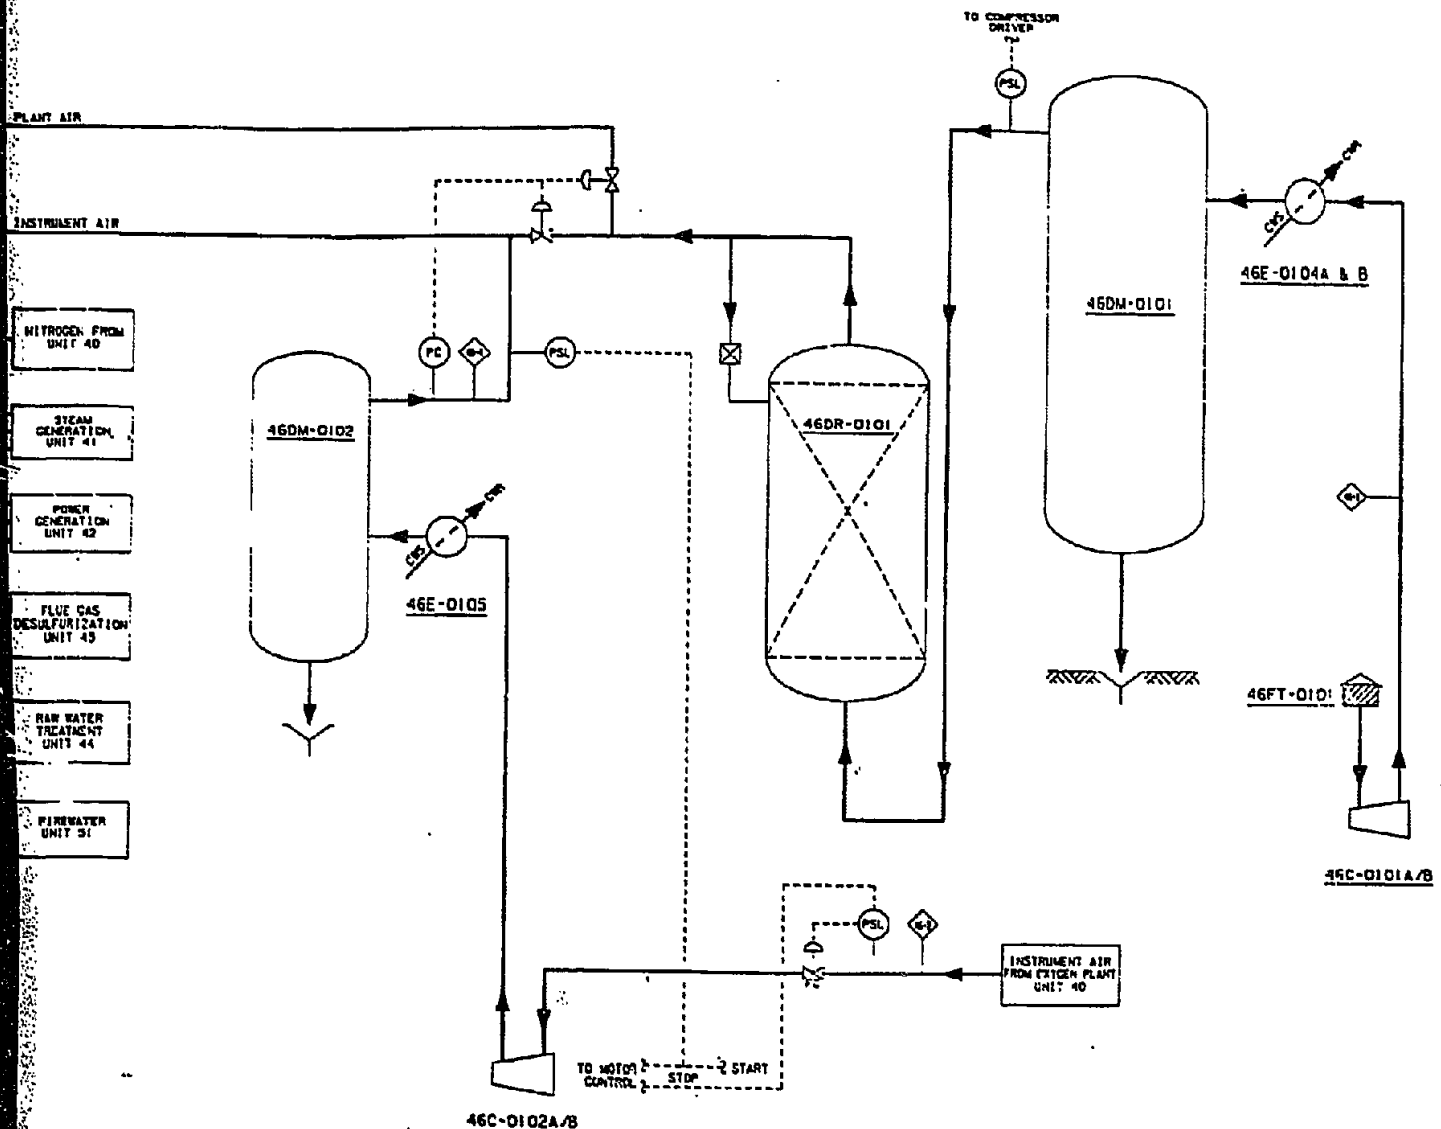 TO COMPRESSOR
DRIVER
PSL
PLANT AIR
CWR
INSTRUMENT AIR
CWS
46E-0104A & B
46DM-0101
NITROGEN FROM
UNIT 40
PC
PSL
STEAM
GENERATION
UNIT 41
46DM-0102
46DR-0101
POWER
GENERATION
UNIT 42
CWR
CWS
46E-0105
FLUE GAS
DESULFURIZATION
UNIT 45
46FT-0101
RAW WATER
TREATMENT
UNIT 44
FIREWATER
UNIT 51
46C-0101A/B
PSL
INSTRUMENT AIR
FROM OXYGEN PLANT
UNIT 40
TO MOTOR
CONTROL
STOP
START
46C-0102A/B